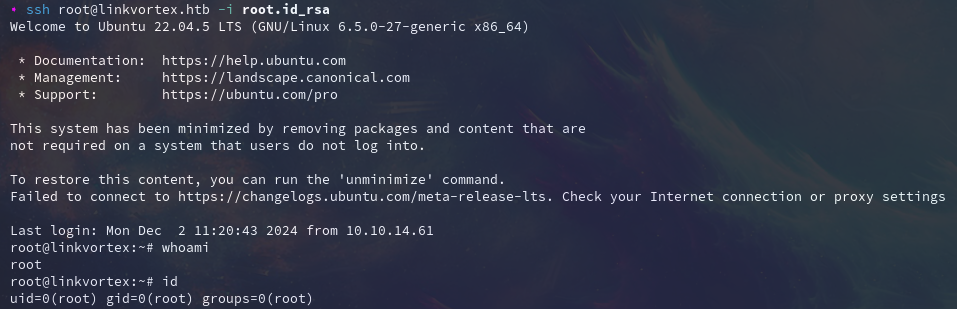 • ssh root@linkvortex.htb -i root.id_rsa
Welcome to Ubuntu 22.04.5 LTS (GNU/Linux 6.5.0-27-generic x86_64)
* Documentation:  https://help.ubuntu.com
* Management:     https://landscape.canonical.com
* Support:        https://ubuntu.com/pro
This system has been minimized by removing packages and content that are
not required on a system that users do not log into.
To restore this content, you can run the 'unminimize' command.
Failed to connect to https://changelogs.ubuntu.com/meta-release-lts. Check your Internet connection or proxy settings
Last login: Mon Dec  2 11:20:43 2024 from 10.10.14.61
root@linkvortex:~# whoami
root
root@linkvortex:~# id
uid=0(root) gid=0(root) groups=0(root)